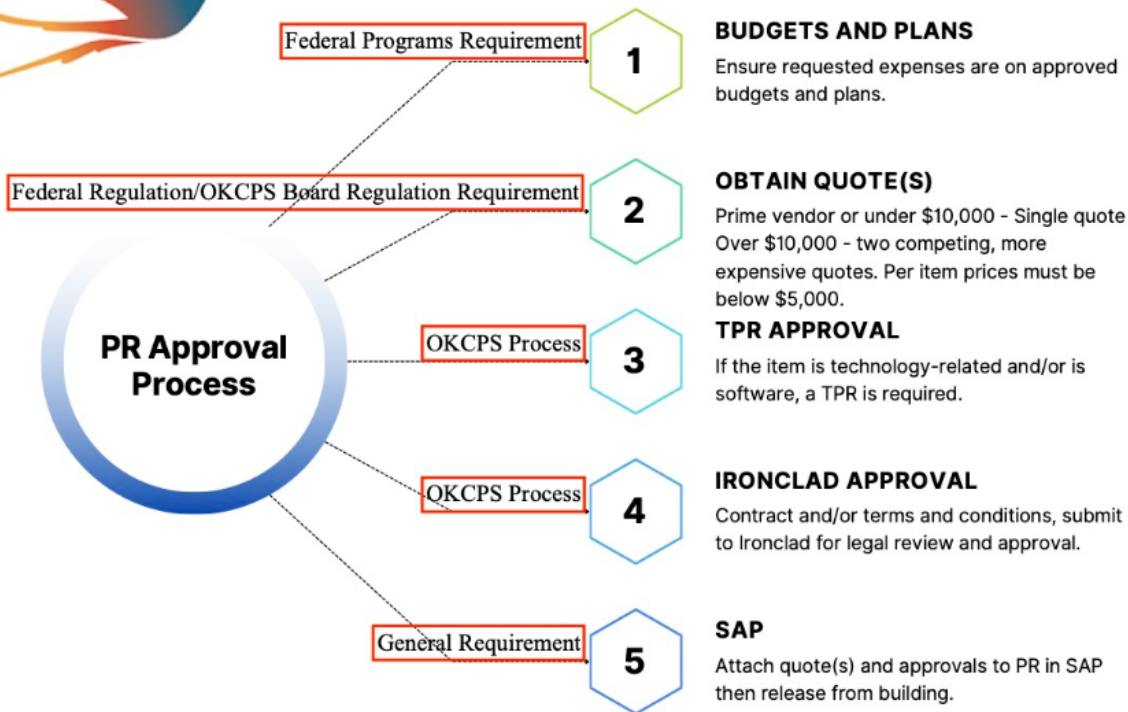 Federal Programs Requirement
1
BUDGETS AND PLANS
Ensure requested expenses are on approved
budgets and plans.
Federal Regulation/OKCPS Board Regulation Requirement
2
OBTAIN QUOTE(S)
Prime vendor or under $10,000 - Single quote
Over $10,000 - two competing, more
expensive quotes. Per item prices must be
below $5,000.
PR Approval
Process
OKCPS Process
3
TPR APPROVAL
If the item is technology-related and/or is
software, a TPR is required.
OKCPS Process
4
IRONCLAD APPROVAL
Contract and/or terms and conditions, submit
to Ironclad for legal review and approval.
General Requirement
5
SAP
Attach quote(s) and approvals to PR in SAP
then release from building.